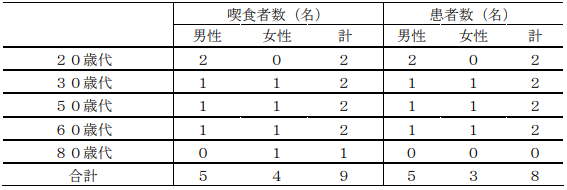 喫食者数（名） 患者数（名）
男性 女性 計 男性 女性 計
２０歳代 2 0 2 2 0 2
３０歳代 1 1 2 1 1 2
５０歳代 1 1 2 1 1 2
６０歳代 1 1 2 1 1 2
８０歳代 0 1 1 0 0 0
合計 5 4 9 5 3 8